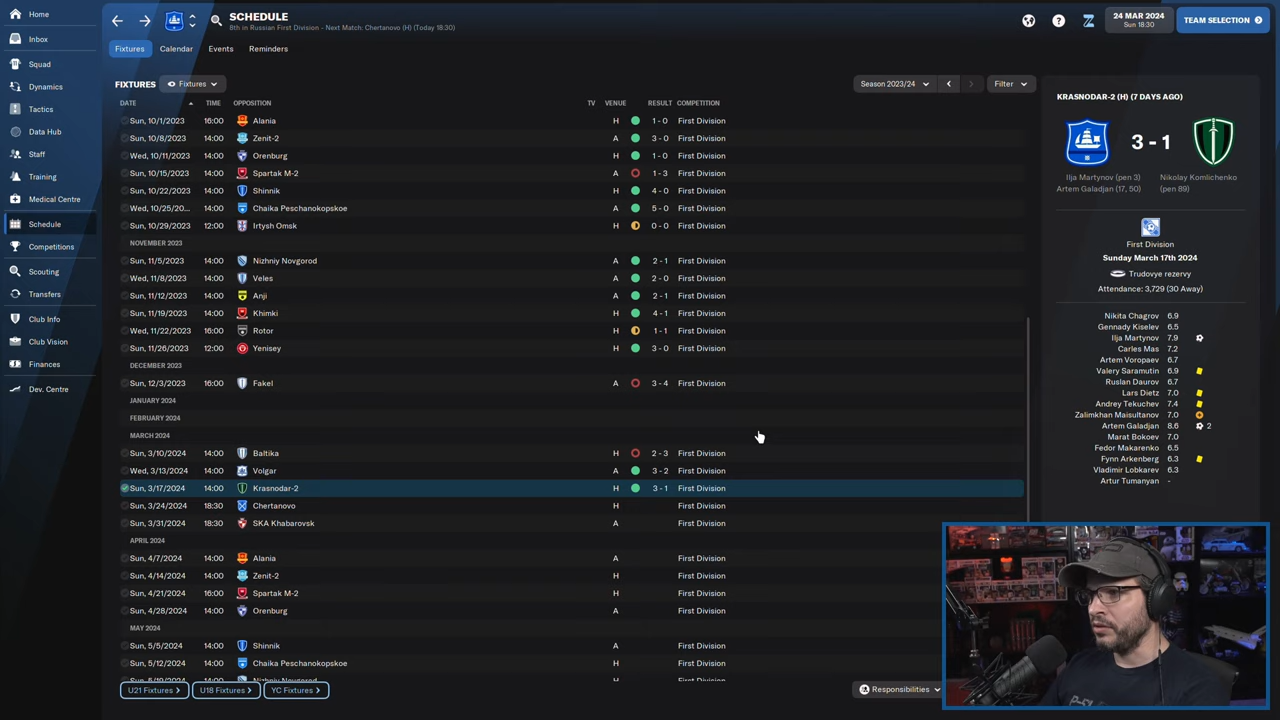 Home
Inbox
Squad
Dynamics
Tactics
Data Hub
Staff
Training
Medical Centre
Schedule
Competitions
Scouting
Transfers
Club Info
Club Vision
Finances
Dev. Centre
SCHEDULE
8th in Russian First Division - Next Match: Chertanovo (H) (Today 18:30)
24 MAR 2024
Sun 18:30
TEAM SELECTION
Fixtures Calendar Events Reminders
FIXTURES Fixtures Season 2023/24 Filter
DATE TIME OPPOSITION TV VENUE RESULT COMPETITION
Sun, 10/1/2023 16:00 Alania H 1 - 0 First Division
Sun, 10/8/2023 14:00 Zenit-2 A 3 - 0 First Division
Wed, 10/11/2023 14:00 Orenburg H 1 - 0 First Division
Sun, 10/15/2023 14:00 Spartak M-2 A 1 - 3 First Division
Sun, 10/22/2023 14:00 Shinnik H 4 - 0 First Division
Wed, 10/25/20... 14:00 Chaika Peschanokopskoe A 5 - 0 First Division
Sun, 10/29/2023 12:00 Irtysh Omsk H 0 - 0 First Division
NOVEMBER 2023
Sun, 11/5/2023 14:00 Nizhniy Novgorod A 2 - 1 First Division
Wed, 11/8/2023 14:00 Veles A 2 - 0 First Division
Sun, 11/12/2023 14:00 Anji A 2 - 1 First Division
Sun, 11/19/2023 14:00 Khimki H 4 - 1 First Division
Wed, 11/22/2023 16:00 Rotor H 1 - 1 First Division
Sun, 11/26/2023 12:00 Yenisey H 3 - 0 First Division
DECEMBER 2023
Sun, 12/3/2023 16:00 Fakel A 3 - 4 First Division
JANUARY 2024
FEBRUARY 2024
MARCH 2024
Sun, 3/10/2024 14:00 Baltika H 2 - 3 First Division
Wed, 3/13/2024 14:00 Volgar A 3 - 2 First Division
Sun, 3/17/2024 14:00 Krasnodar-2 H 3 - 1 First Division
Sun, 3/24/2024 18:30 Chertanovo H First Division
Sun, 3/31/2024 18:30 SKA Khabarovsk A First Division
APRIL 2024
Sun, 4/7/2024 14:00 Alania A First Division
Sun, 4/14/2024 14:00 Zenit-2 H First Division
Sun, 4/21/2024 16:00 Spartak M-2 H First Division
Sun, 4/28/2024 14:00 Orenburg A First Division
MAY 2024
Sun, 5/5/2024 14:00 Shinnik A First Division
Sun, 5/12/2024 14:00 Chaika Peschanokopskoe H First Division
U21 Fixtures U18 Fixtures YC Fixtures Responsibilities
KRASNODAR-2 (H) (7 DAYS AGO)
3 - 1
Ilja Martynov (pen 3) Nikolay Komlichenko
Artem Galadjan (17, 50) (pen 89)
First Division
Sunday March 17th 2024
Trudovye rezervy
Attendance: 3,729 (30 Away)
Nikita Chagrov 6.9
Gennady Kiselev 6.5
Ilja Martynov 7.9
Carles Mas 7.2
Artem Voropaev 6.7
Valery Saramutin 6.9
Ruslan Daurov 6.7
Lars Dietz 7.0
Andrey Tekuchev 7.4
Zalimkhan Maisultanov 7.0
Artem Galadjan 8.6 2
Marat Bokoev 7.0
Fedor Makarenko 6.5
Fynn Arkenberg 6.3
Vladimir Lobkarev 6.3
Artur Tumanyan -